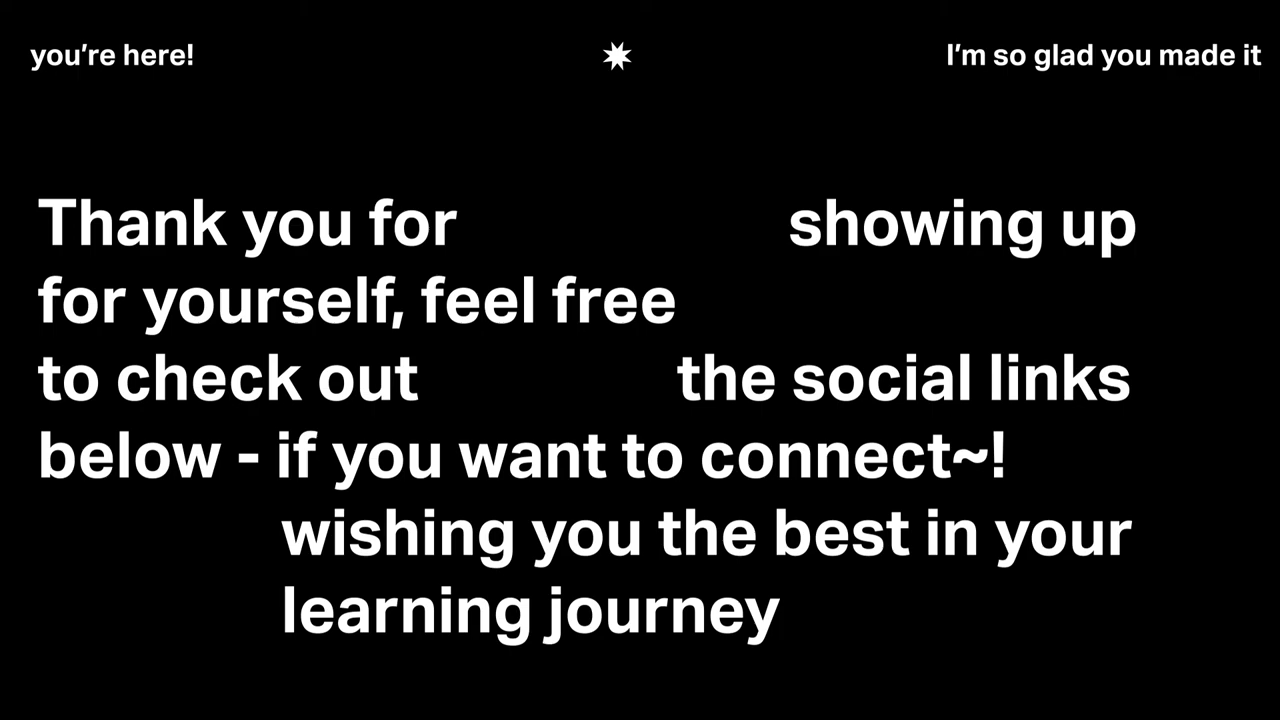 you're here!
I'm so glad you made it
Thank you for showing up
for yourself, feel free
to check out the social links
below - if you want to connect~!
wishing you the best in your
learning journey